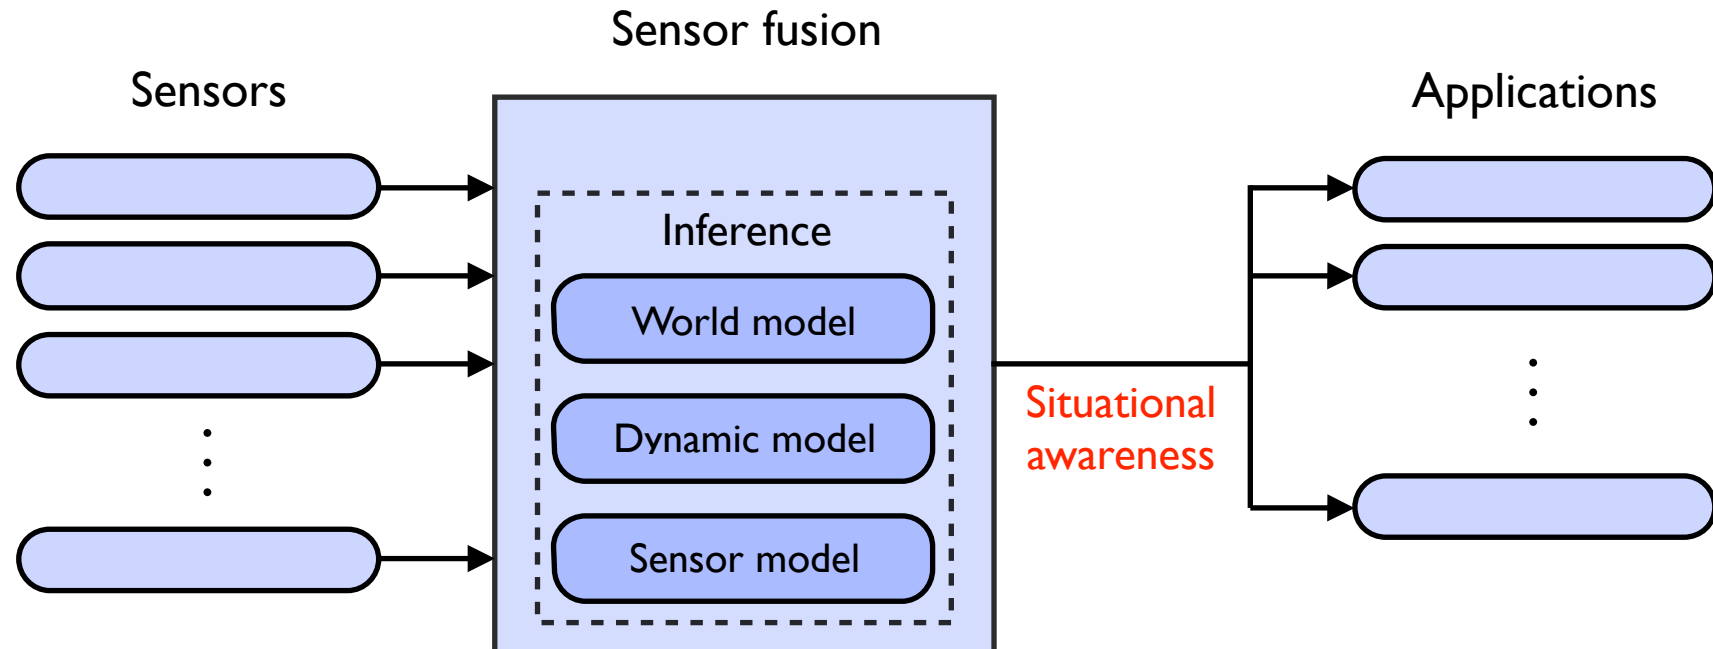 Sensor fusion
Sensors
Applications
Inference
World model
Dynamic model
Sensor model
Situational
awareness